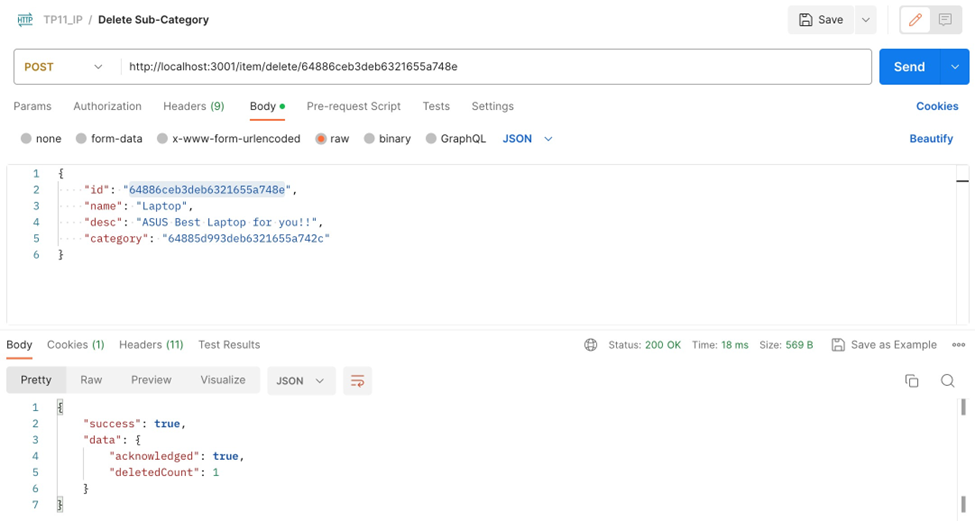 HTTP TP11_IP / Delete Sub-Category Save
POST http://localhost:3001/item/delete/64886ceb3deb6321655a748e Send
Params Authorization Headers (9) Body Pre-request Script Tests Settings Cookies
none form-data x-www-form-urlencoded raw binary GraphQL JSON Beautify
1 {
2 "id": "64886ceb3deb6321655a748e",
3 "name": "Laptop",
4 "desc": "ASUS Best Laptop for you!!",
5 "category": "64885d993deb6321655a742c"
6 }
Body Cookies (1) Headers (11) Test Results Status: 200 OK Time: 18 ms Size: 569 B Save as Example
Pretty Raw Preview Visualize JSON
1 {
2 "success": true,
3 "data": {
4 "acknowledged": true,
5 "deletedCount": 1
6 }
7 }